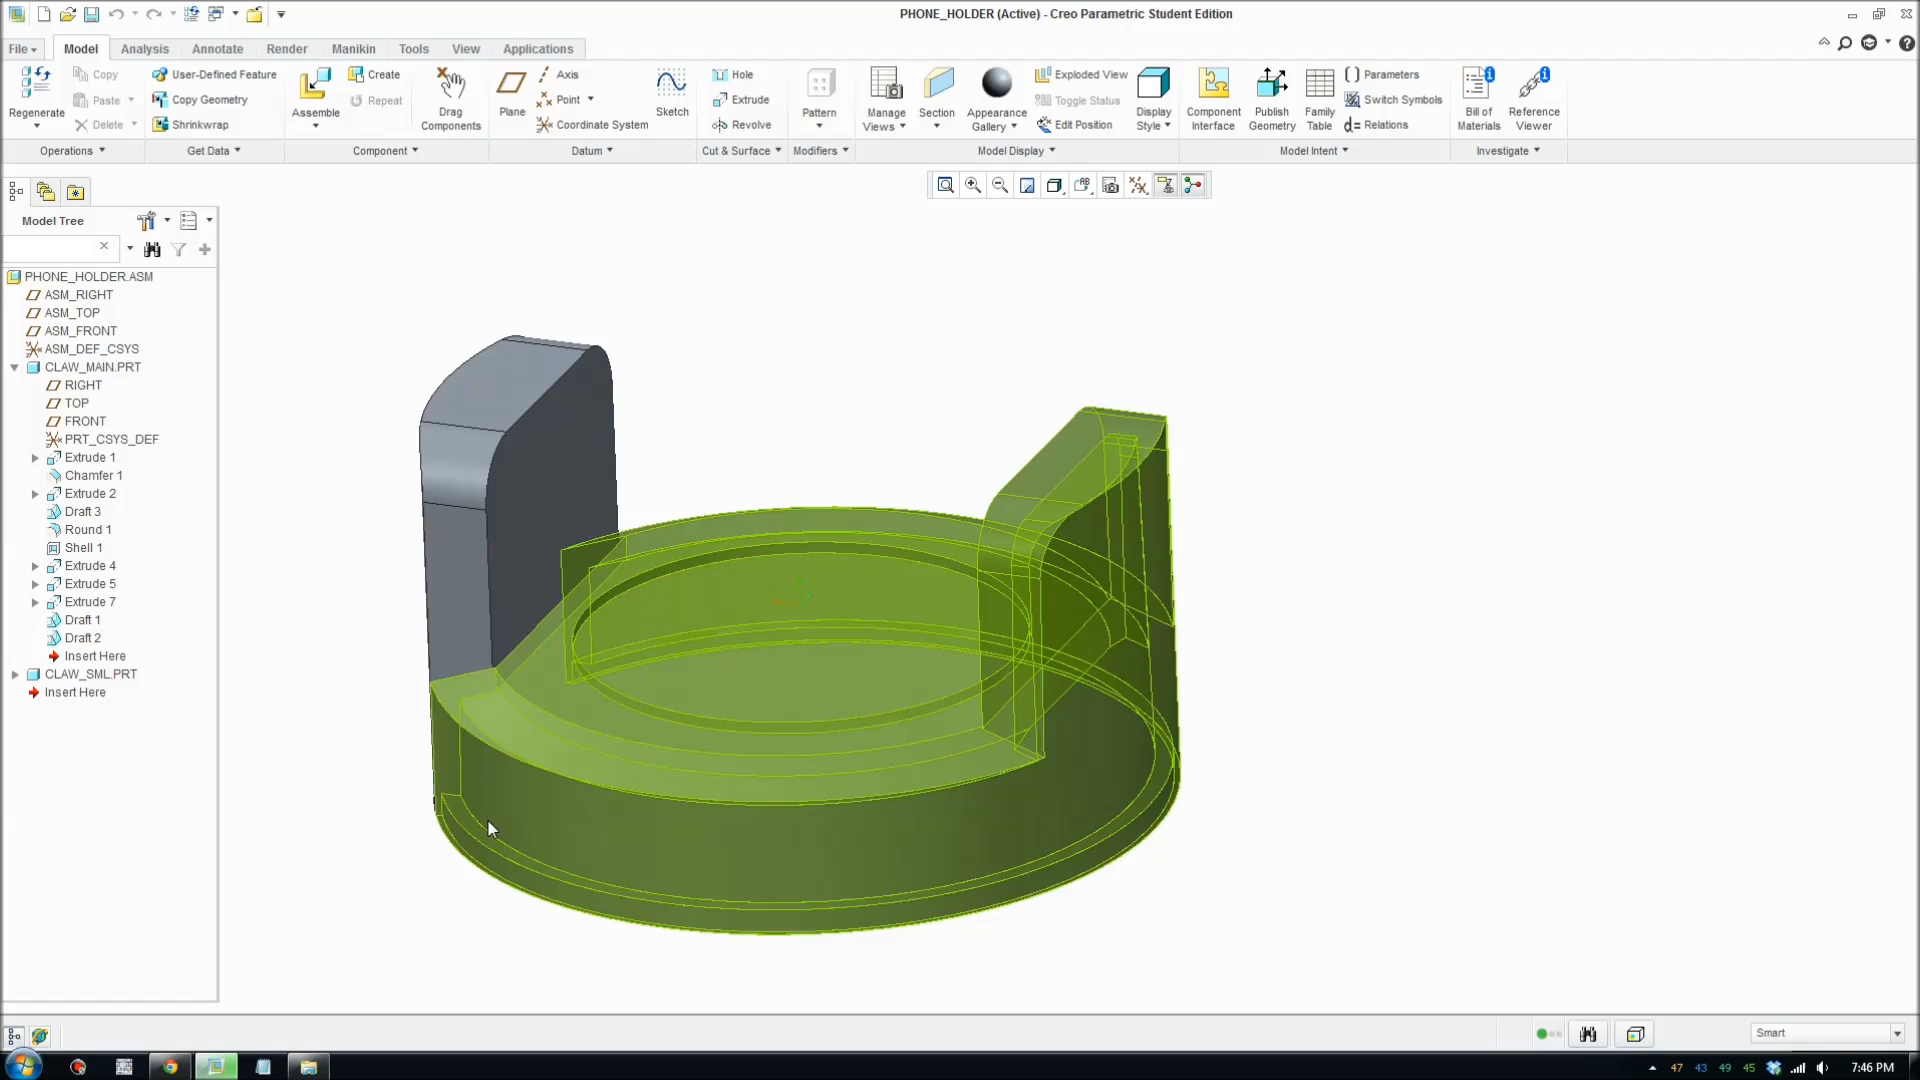 PHONE_HOLDER (Active) - Creo Parametric Student Edition
File Model Analysis Annotate Render Manikin Tools View Applications
Regenerate
Copy
Paste
Delete
User-Defined Feature
Copy Geometry
Shrinkwrap
Assemble
Create
Repeat
Drag
Components
Plane
Axis
Point
Coordinate System
Sketch
Hole
Extrude
Revolve
Pattern
Manage
Views
Section
Appearance
Gallery
Exploded View
Toggle Status
Edit Position
Display
Style
Component
Interface
Publish
Geometry
Family
Table
Parameters
Switch Symbols
Relations
Bill of
Materials
Reference
Viewer
Operations Get Data Component Datum Cut & Surface Modifiers Model Display Model Intent Investigate
Model Tree
PHONE_HOLDER.ASM
ASM_RIGHT
ASM_TOP
ASM_FRONT
ASM_DEF_CSYS
CLAW_MAIN.PRT
RIGHT
TOP
FRONT
PRT_CSYS_DEF
Extrude 1
Chamfer 1
Extrude 2
Draft 3
Round 1
Shell 1
Extrude 4
Extrude 5
Extrude 7
Draft 1
Draft 2
Insert Here
CLAW_SML.PRT
Insert Here
Smart
47 43 49 45 7:46 PM